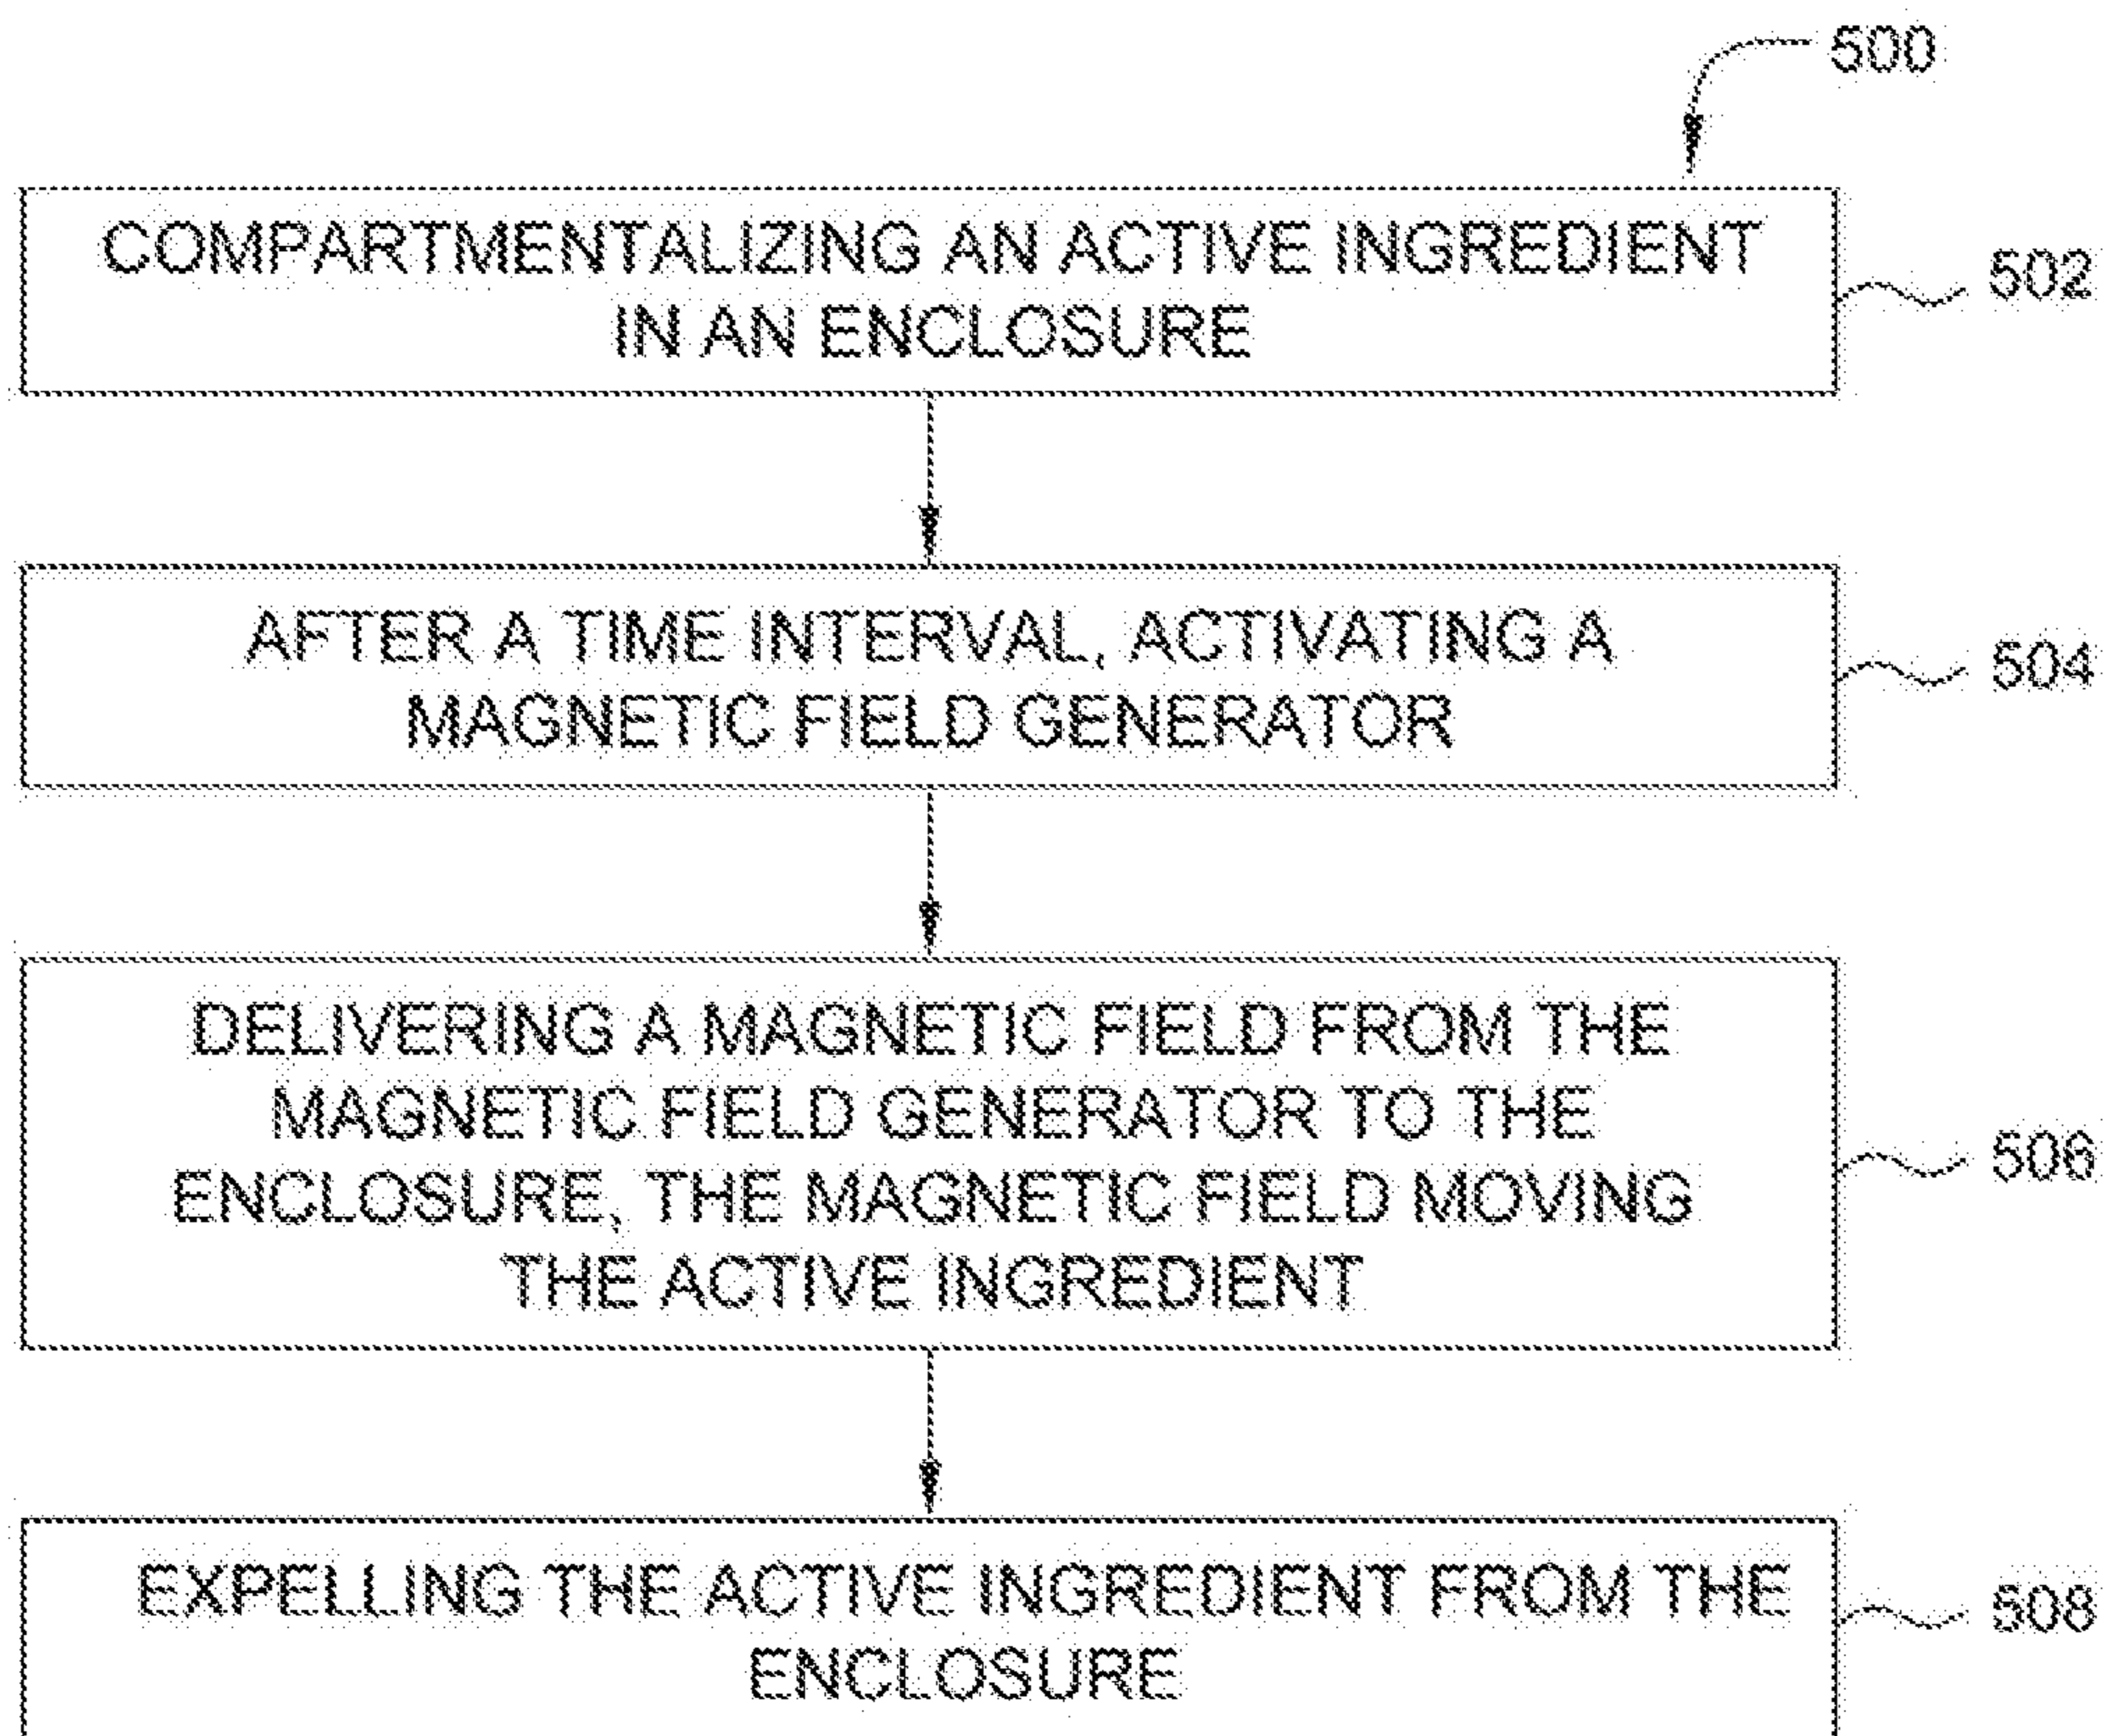 500
COMPARTMENTALIZING AN ACTIVE INGREDIENT
IN AN ENCLOSURE
502
AFTER A TIME INTERVAL, ACTIVATING A
MAGNETIC FIELD GENERATOR
504
DELIVERING A MAGNETIC FIELD FROM THE
MAGNETIC FIELD GENERATOR TO THE
ENCLOSURE, THE MAGNETIC FIELD MOVING
THE ACTIVE INGREDIENT
506
EXPELLING THE ACTIVE INGREDIENT FROM THE
ENCLOSURE
508